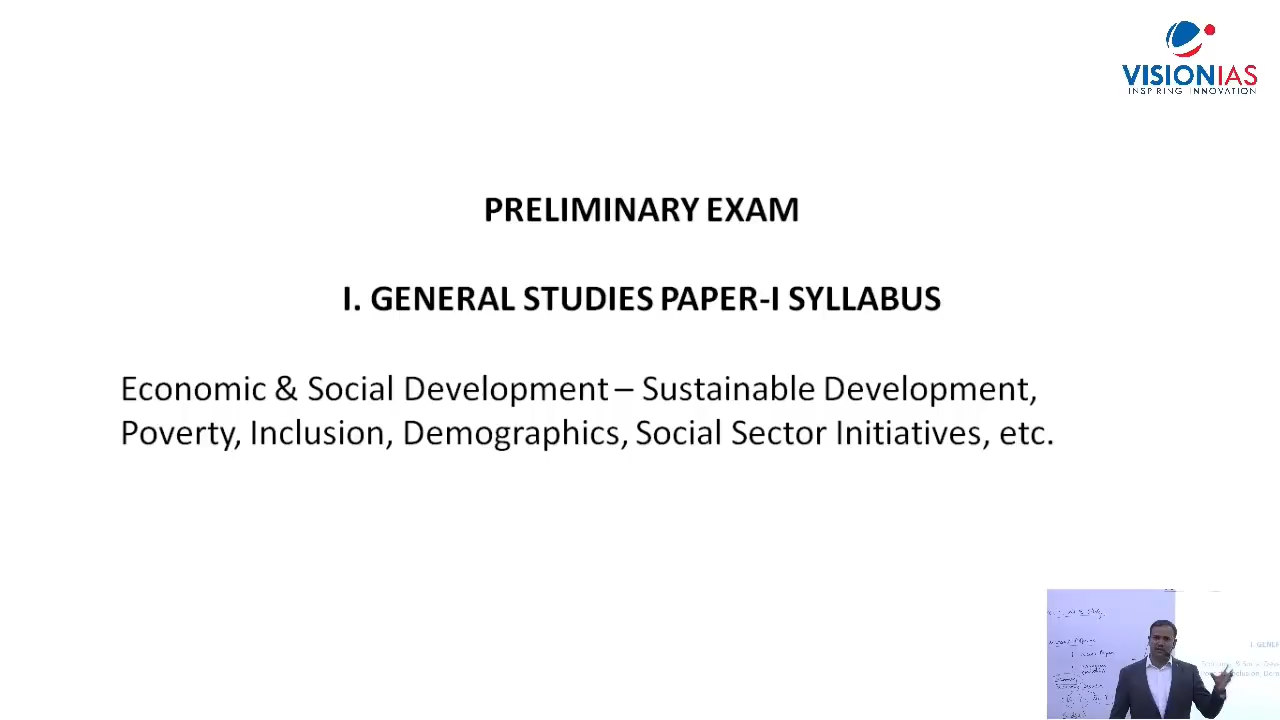 VISIONIAS
INSPIRING INNOVATION
PRELIMINARY EXAM
I. GENERAL STUDIES PAPER-I SYLLABUS
Economic & Social Development – Sustainable Development,
Poverty, Inclusion, Demographics, Social Sector Initiatives, etc.